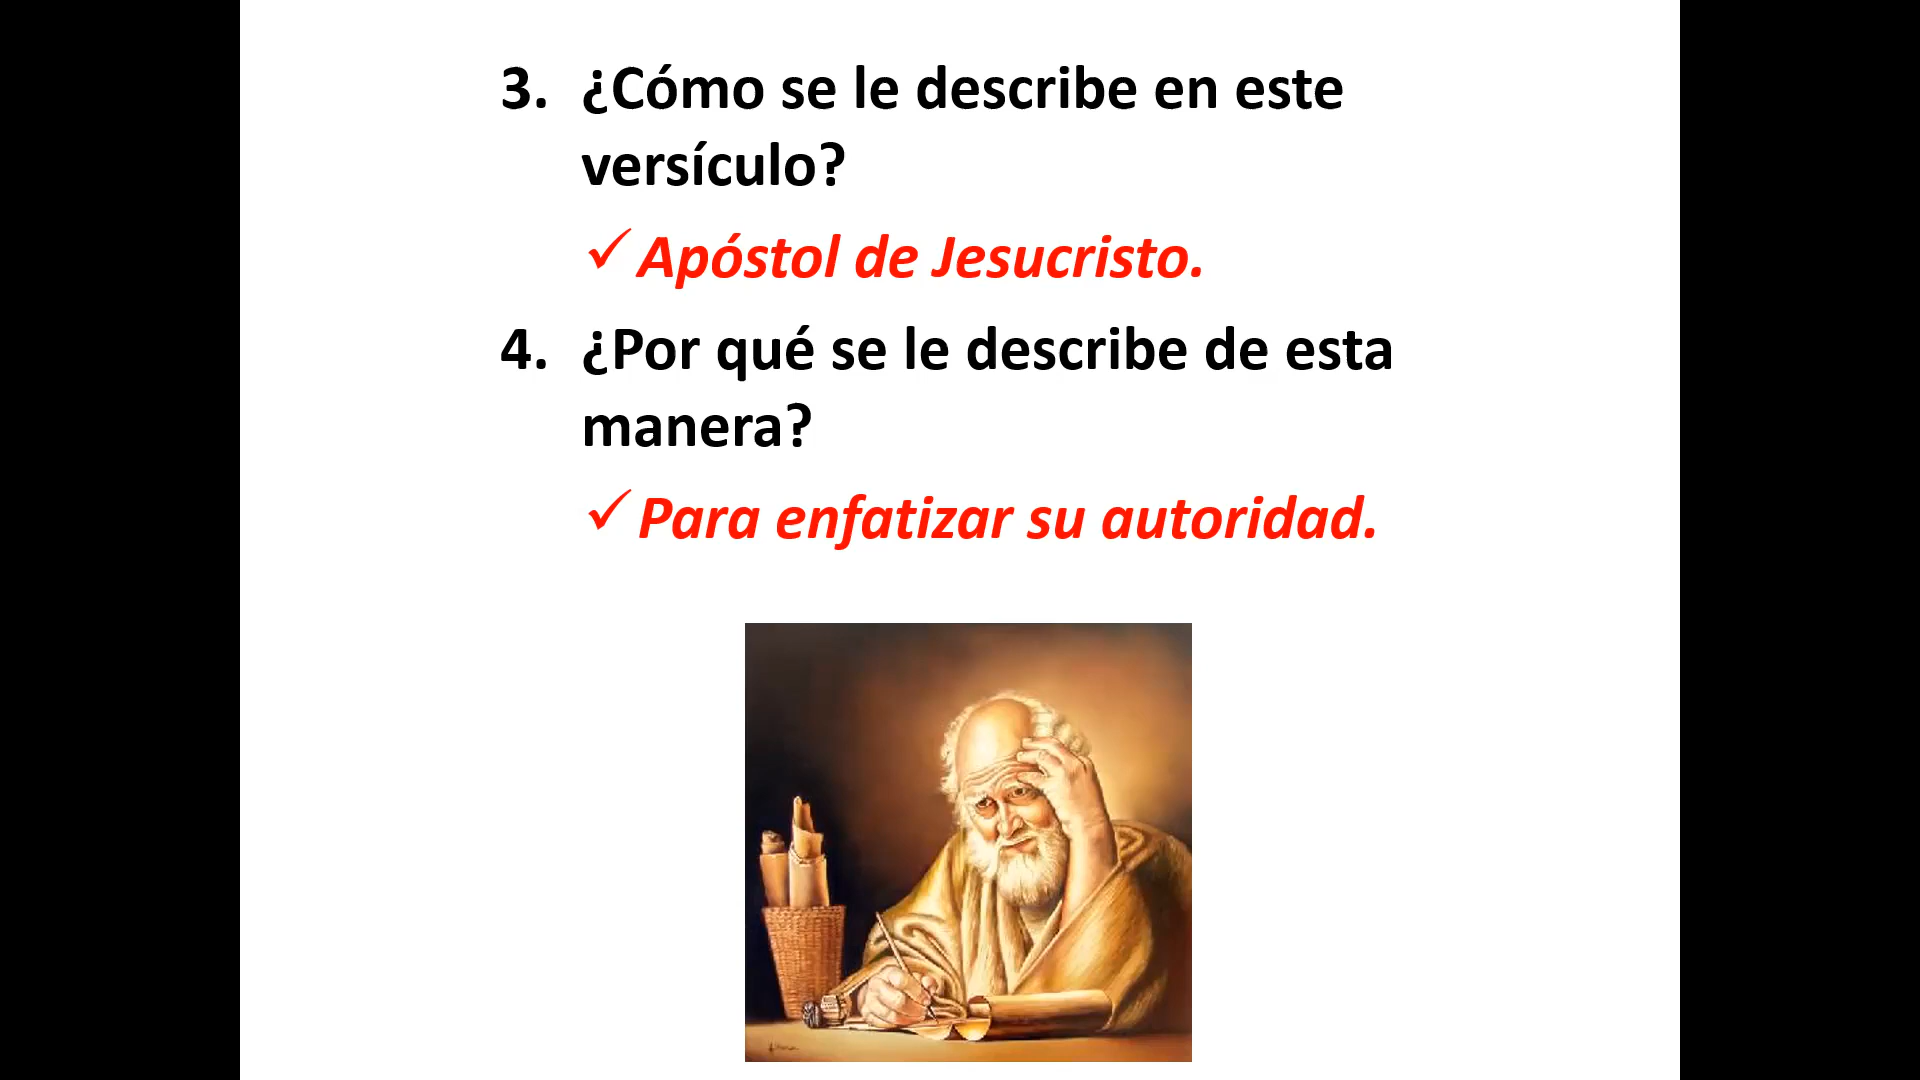 3. ¿Cómo se le describe en este
versículo?
✓ Apóstol de Jesucristo.
4. ¿Por qué se le describe de esta
manera?
✓ Para enfatizar su autoridad.